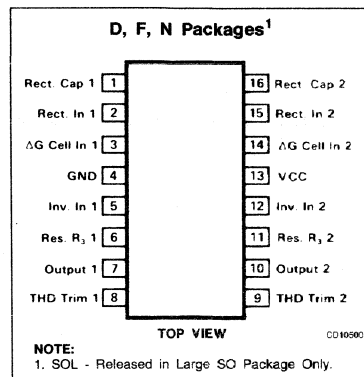 D, F, N Packages¹
Rect. Cap 1 1 16 Rect. Cap 2
Rect. In 1 2 15 Rect. In 2
ΔG Cell In 1 3 14 ΔG Cell In 2
GND 4 13 VCC
Inv. In 1 5 12 Inv. In 2
Res. R₃ 1 6 11 Res. R₃ 2
Output 1 7 10 Output 2
THD Trim 1 8 9 THD Trim 2
TOP VIEW
CD10500
NOTE:
1. SOL - Released in Large SO Package Only.